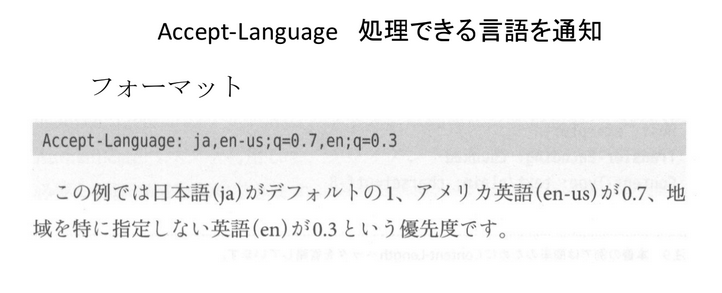 Accept-Language 処理できる言語を通知
フォーマット
Accept-Language: ja,en-us;q=0.7,en;q=0.3
この例では日本語(ja)がデフォルトの1、アメリカ英語(en-us)が0.7、地
域を特に指定しない英語(en)が0.3という優先度です。